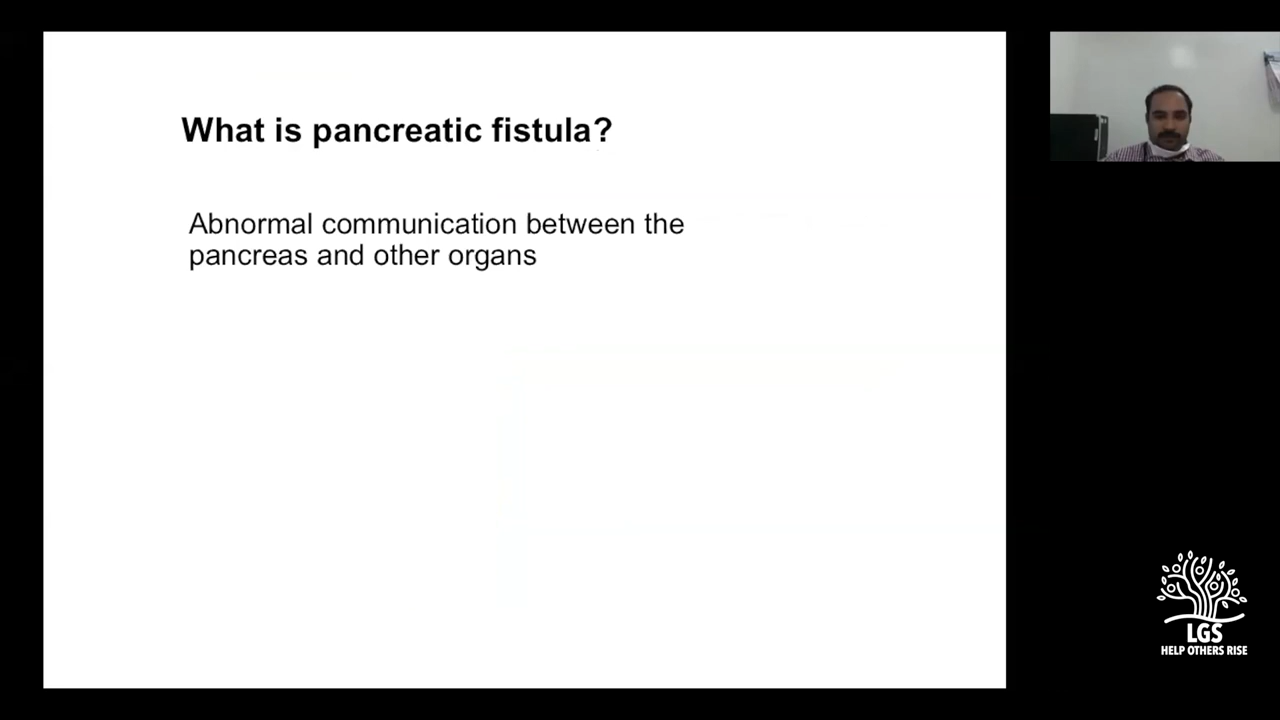 What is pancreatic fistula?
Abnormal communication between the
pancreas and other organs
LGS
HELP OTHERS RISE